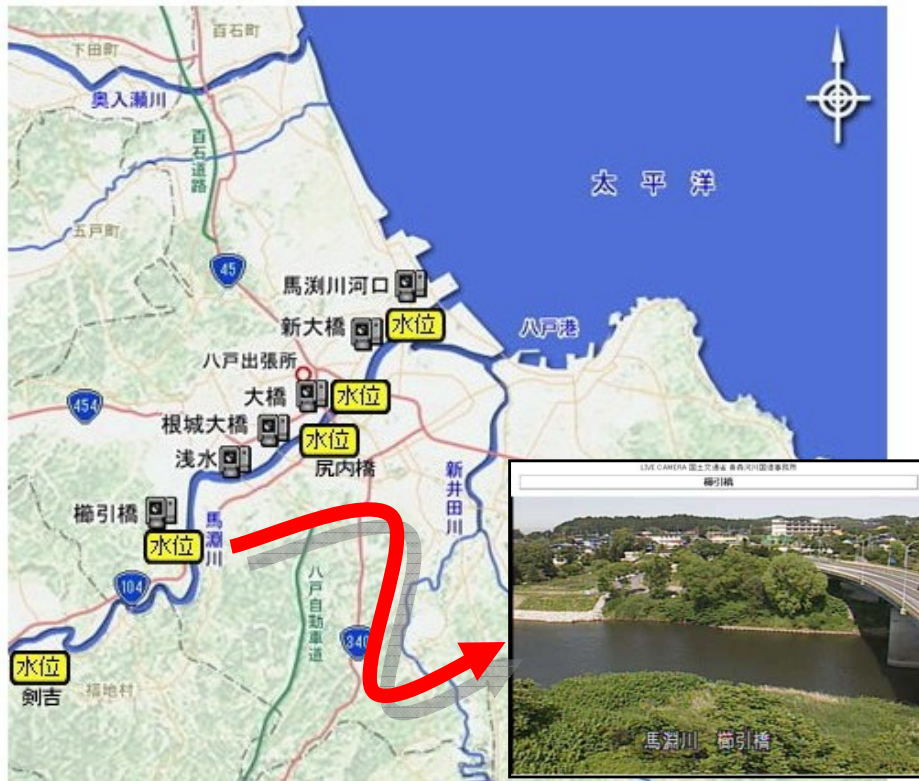 百石町
下田町
奥入瀬川
百石道路
太平洋
五戸町
45
馬渕川河口
水位
新大橋
八戸港
八戸出張所
大橋
水位
454
根城大橋
水位
尻内橋
浅水
新井田川
櫛引橋
馬淵川
水位
104
八戸自動車道
340
水位
剣吉
福地村
LIVE CAMERA 国土交通省 青森河川国道事務所
櫛引橋
馬淵川 櫛引橋